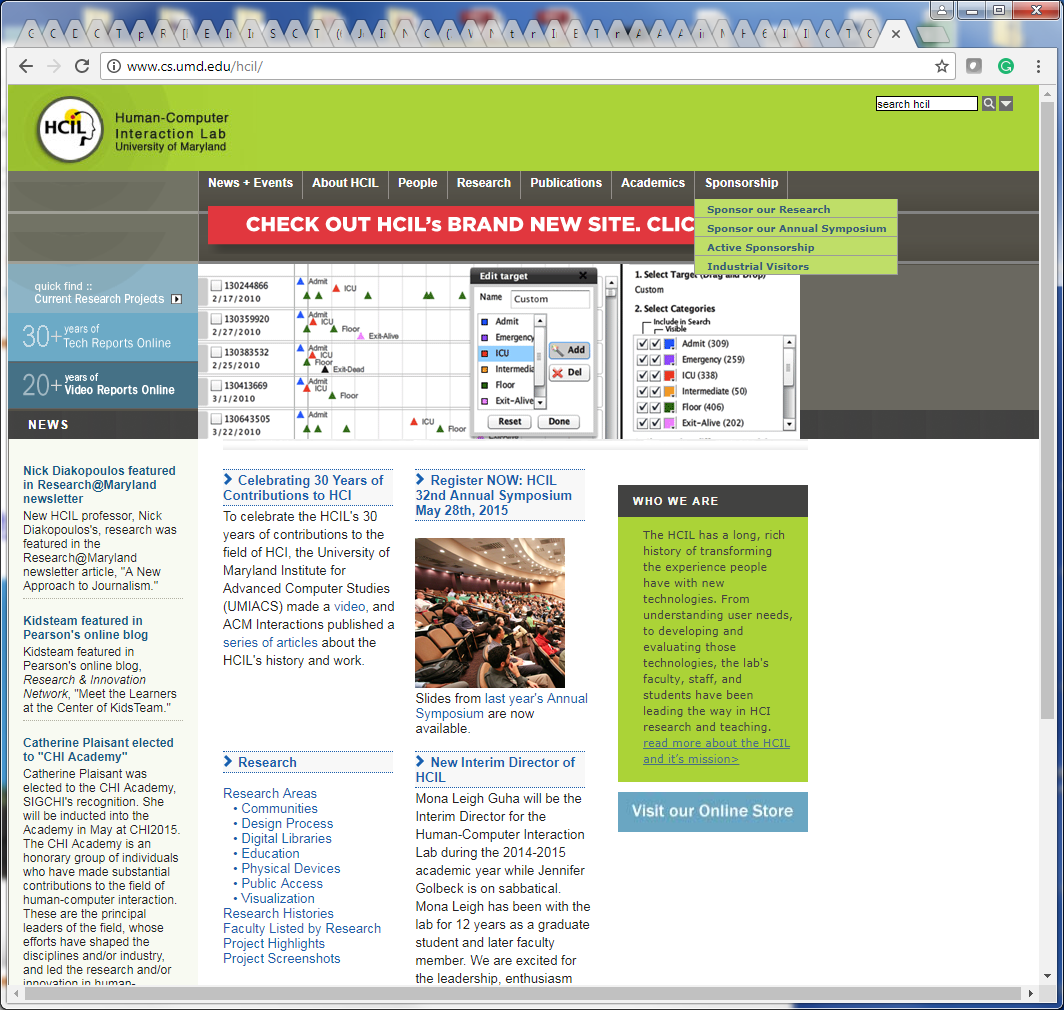 C C D C T p R [ E I I S C T ( J I N C [ W N t r I E T r A A A ii M H 6 I I C T C
www.cs.umd.edu/hcil/
HCIL
Human-Computer
Interaction Lab
University of Maryland
search hcil
News + Events About HCIL People Research Publications Academics Sponsorship
Sponsor our Research
Sponsor our Annual Symposium
Active Sponsorship
Industrial Visitors
CHECK OUT HCIL's BRAND NEW SITE. CLIC
quick find ::
Current Research Projects
30+ years of
Tech Reports Online
20+ years of
Video Reports Online
130244866
2/17/2010
Admit
ICU
130359920
2/27/2010
Admit
ICU
Floor
Exit-Alive
130383532
2/25/2010
Admit
ICU
Floor
Exit-Dead
130413669
3/1/2010
Admit
ICU
Floor
130643505
3/22/2010
Admit
ICU
Floor
Edit target
Name Custom
Admit
Emergency
ICU
Intermedia
Floor
Exit-Alive
Add
Del
Reset Done
1. Select Target (Drag and Drop)
Custom
2. Select Categories
Include in Search
Visible
Admit (309)
Emergency (259)
ICU (338)
Intermediate (50)
Floor (406)
Exit-Alive (202)
NEWS
Nick Diakopoulos featured
in Research@Maryland
newsletter
New HCIL professor, Nick
Diakopoulos's, research was
featured in the
Research@Maryland
newsletter article, "A New
Approach to Journalism."
Kidsteam featured in
Pearson's online blog
Kidsteam featured in
Pearson's online blog,
Research & Innovation
Network, "Meet the Learners
at the Center of KidsTeam."
Catherine Plaisant elected
to "CHI Academy"
Catherine Plaisant was
elected to the CHI Academy,
SIGCHI's recognition. She
will be inducted into the
Academy in May at CHI2015.
The CHI Academy is an
honorary group of individuals
who have made substantial
contributions to the field of
human-computer interaction.
These are the principal
leaders of the field, whose
efforts have shaped the
disciplines and/or industry,
and led the research and/or
innovation in human-
Celebrating 30 Years of
Contributions to HCI
To celebrate the HCIL's 30
years of contributions to the
field of HCI, the University of
Maryland Institute for
Advanced Computer Studies
(UMIACS) made a video, and
ACM Interactions published a
series of articles about the
HCIL's history and work.
Register NOW: HCIL
32nd Annual Symposium
May 28th, 2015
Slides from last year's Annual
Symposium are now
available.
Research
Research Areas
• Communities
• Design Process
• Digital Libraries
• Education
• Physical Devices
• Public Access
• Visualization
Research Histories
Faculty Listed by Research
Project Highlights
Project Screenshots
New Interim Director of
HCIL
Mona Leigh Guha will be the
Interim Director for the
Human-Computer Interaction
Lab during the 2014-2015
academic year while Jennifer
Golbeck is on sabbatical.
Mona Leigh has been with the
lab for 12 years as a graduate
student and later faculty
member. We are excited for
the leadership, enthusiasm
WHO WE ARE
The HCIL has a long, rich
history of transforming
the experience people
have with new
technologies. From
understanding user needs,
to developing and
evaluating those
technologies, the lab's
faculty, staff, and
students have been
leading the way in HCI
research and teaching.
read more about the HCIL
and it's mission>
Visit our Online Store